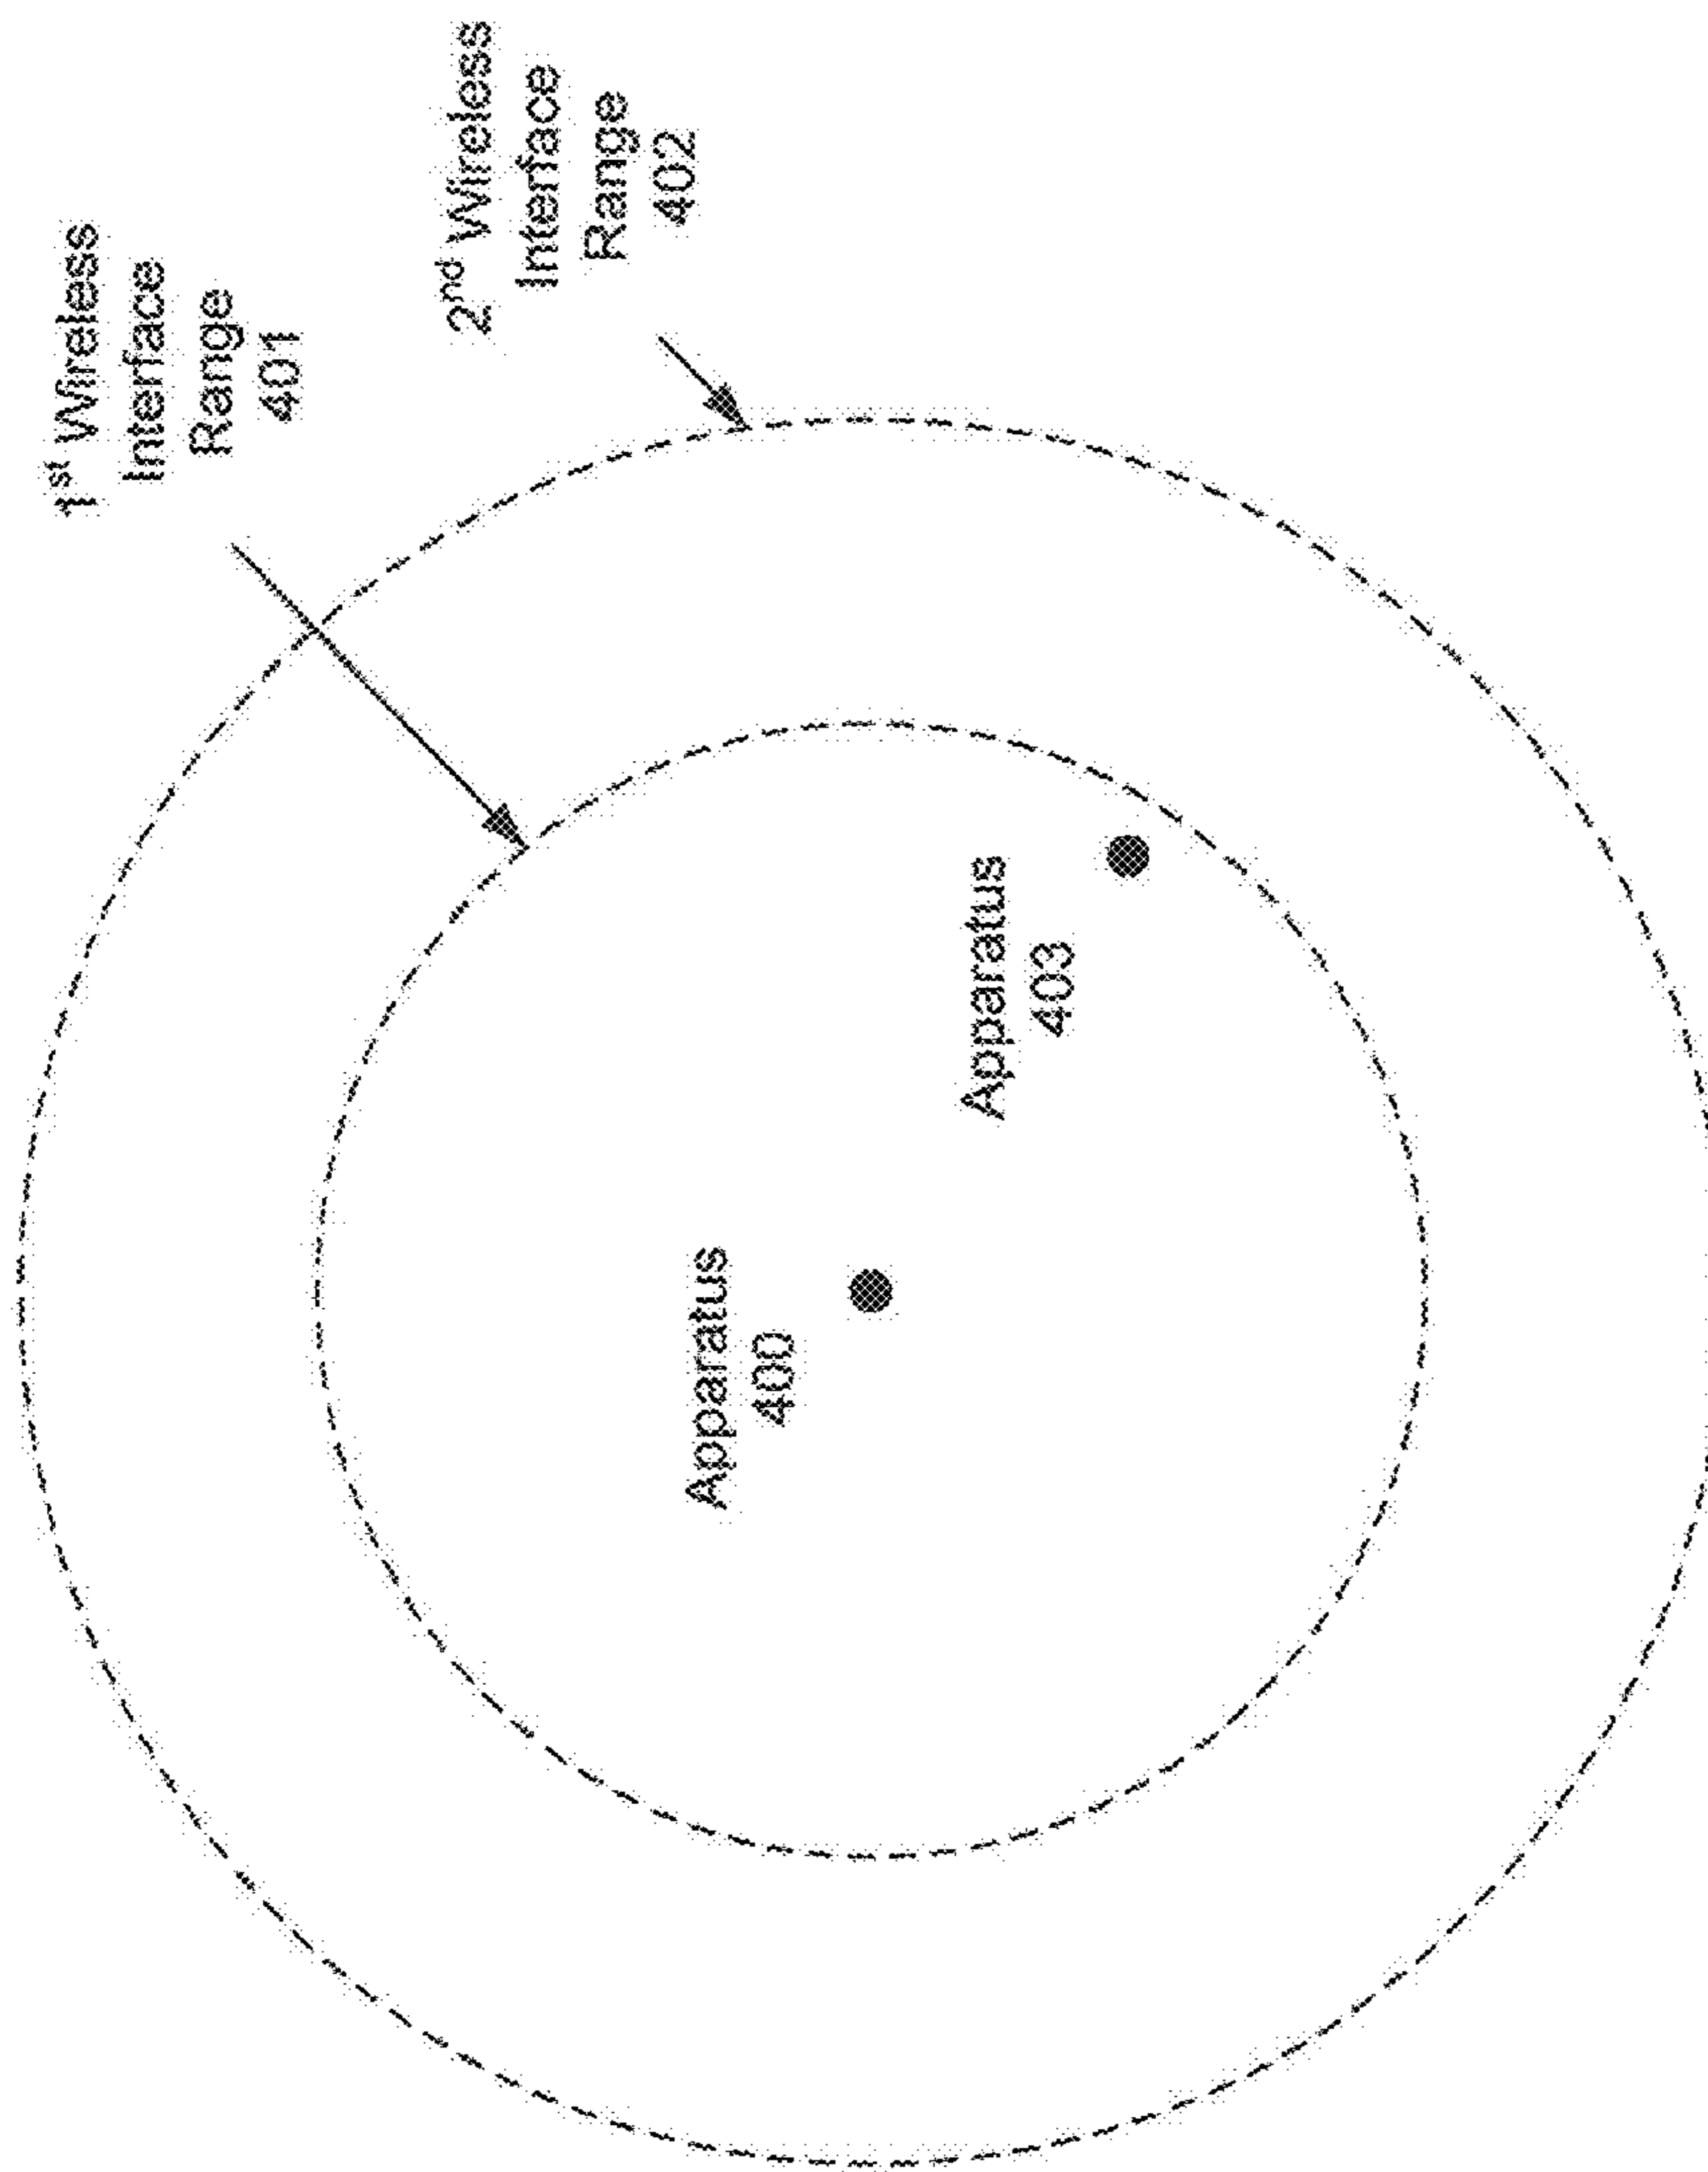 1st Wireless
Interface
Range
401
2nd Wireless
Interface
Range
402
Apparatus
400
Apparatus
403